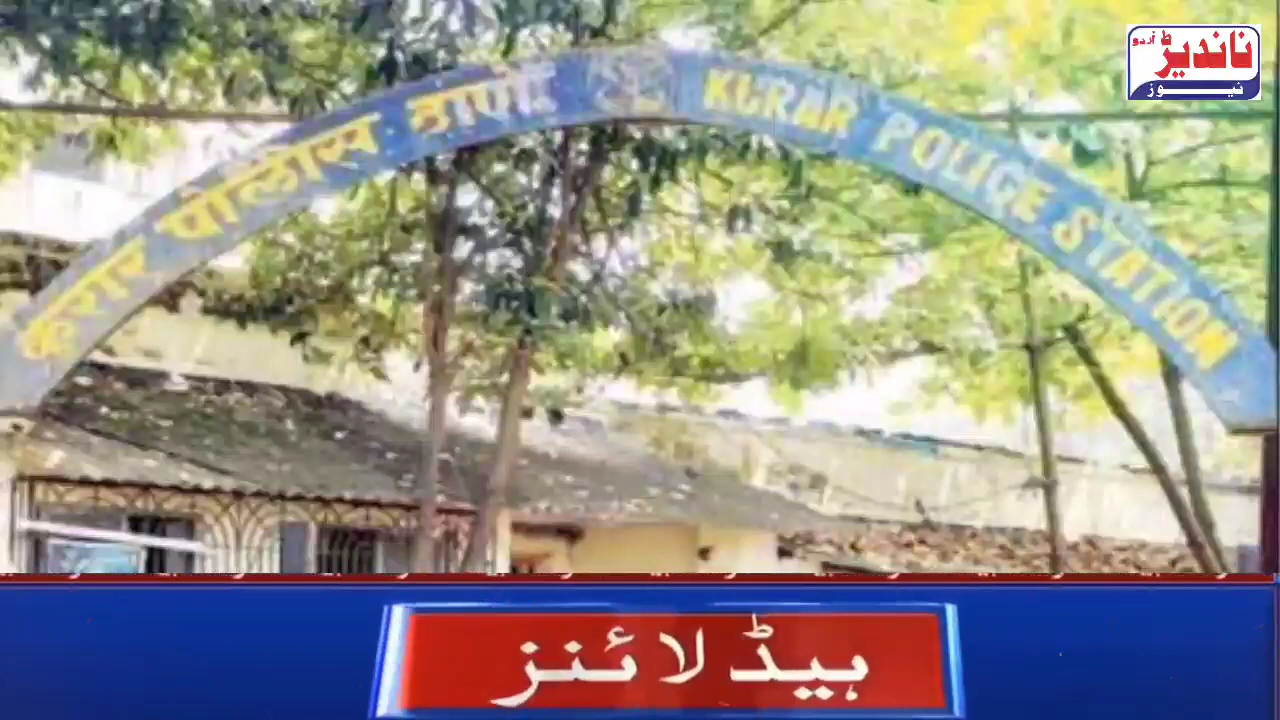 ناندیڑ اردو
نیوز
कुरार पोलीस ठाणे
KURAR POLICE STATION
ہیڈ لائنز